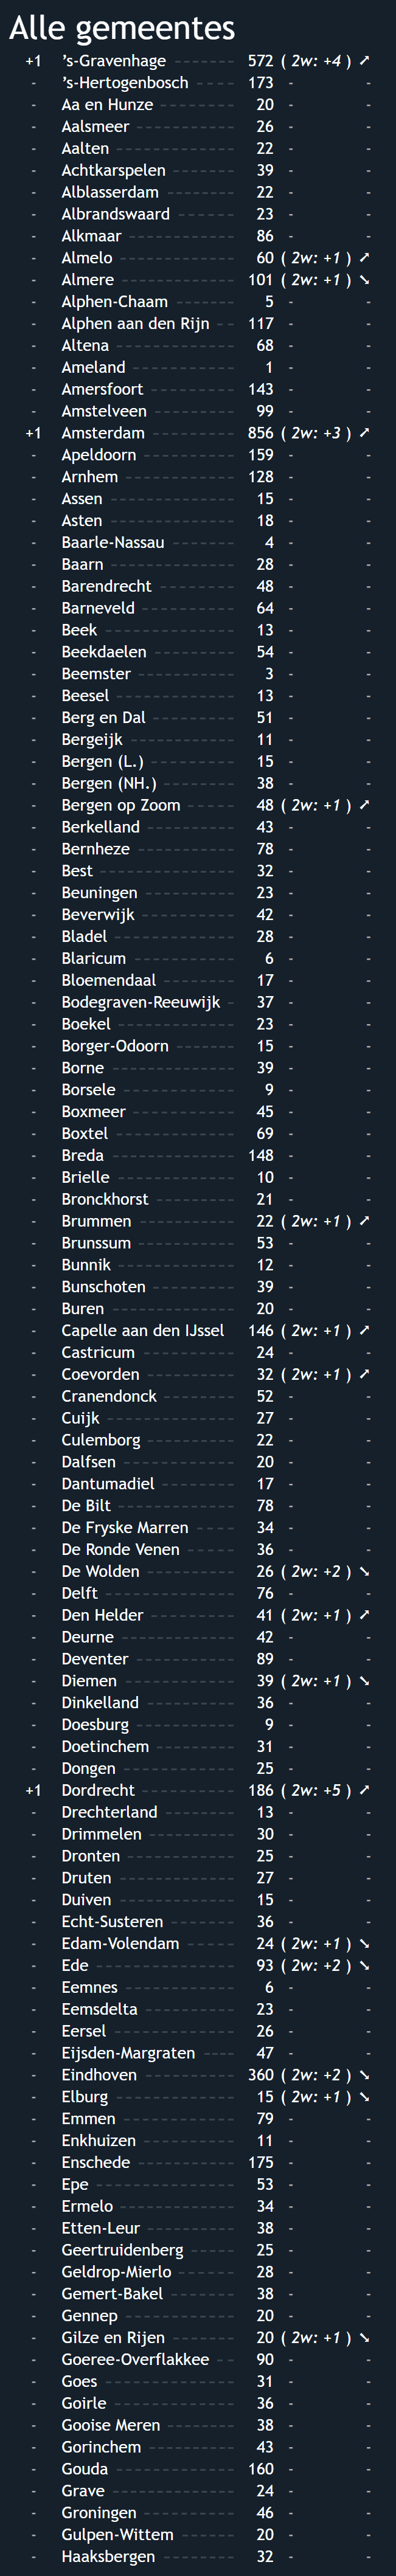 Alle gemeentes
+1 ’s-Gravenhage ------- 572 ( 2w: +4 ) ➚
- ’s-Hertogenbosch ----- 173 - -
- Aa en Hunze --------- 20 - -
- Aalsmeer ----------- 26 - -
- Aalten ------------- 22 - -
- Achtkarspelen -------- 39 - -
- Alblasserdam -------- 22 - -
- Albrandswaard ------- 23 - -
- Alkmaar ------------ 86 - -
- Almelo ------------- 60 ( 2w: +1 ) ➚
- Almere ------------- 101 ( 2w: +1 ) ➘
- Alphen-Chaam ------- 5 - -
- Alphen aan den Rijn -- 117 - -
- Altena ------------- 68 - -
- Ameland ----------- 1 - -
- Amersfoort --------- 143 - -
- Amstelveen --------- 99 - -
+1 Amsterdam ---------- 856 ( 2w: +3 ) ➚
- Apeldoorn ---------- 159 - -
- Arnhem ------------ 128 - -
- Assen -------------- 15 - -
- Asten -------------- 18 - -
- Baarle-Nassau -------- 4 - -
- Baarn -------------- 28 - -
- Barendrecht --------- 48 - -
- Barneveld ----------- 64 - -
- Beek --------------- 13 - -
- Beekdaelen ---------- 54 - -
- Beemster ----------- 3 - -
- Beesel ------------- 13 - -
- Berg en Dal ---------- 51 - -
- Bergeijk ------------ 11 - -
- Bergen (L.) ---------- 15 - -
- Bergen (NH.) -------- 38 - -
- Bergen op Zoom ------ 48 ( 2w: +1 ) ➚
- Berkelland ---------- 43 - -
- Bernheze ----------- 78 - -
- Best --------------- 32 - -
- Beuningen ---------- 23 - -
- Beverwijk ----------- 42 - -
- Bladel -------------- 28 - -
- Blaricum ----------- 6 - -
- Bloemendaal -------- 17 - -
- Bodegraven-Reeuwijk - 37 - -
- Boekel ------------- 23 - -
- Borger-Odoorn ------- 15 - -
- Borne -------------- 39 - -
- Borsele ------------- 9 - -
- Boxmeer ----------- 45 - -
- Boxtel ------------- 69 - -
- Breda -------------- 148 - -
- Brielle ------------- 10 - -
- Bronckhorst --------- 21 - -
- Brummen ----------- 22 ( 2w: +1 ) ➚
- Brunssum ----------- 53 - -
- Bunnik ------------- 12 - -
- Bunschoten ---------- 39 - -
- Buren -------------- 20 - -
- Capelle aan den IJssel 146 ( 2w: +1 ) ➚
- Castricum ----------- 24 - -
- Coevorden ---------- 32 ( 2w: +1 ) ➚
- Cranendonck -------- 52 - -
- Cuijk -------------- 27 - -
- Culemborg ---------- 22 - -
- Dalfsen ------------ 20 - -
- Dantumadiel -------- 17 - -
- De Bilt ------------- 78 - -
- De Fryske Marren ----- 34 - -
- De Ronde Venen ------ 36 - -
- De Wolden ---------- 26 ( 2w: +2 ) ➘
- Delft -------------- 76 - -
- Den Helder ---------- 41 ( 2w: +1 ) ➚
- Deurne ------------ 42 - -
- Deventer ----------- 89 - -
- Diemen ------------ 39 ( 2w: +1 ) ➘
- Dinkelland ---------- 36 - -
- Doesburg ----------- 9 - -
- Doetinchem --------- 31 - -
- Dongen ------------ 25 - -
+1 Dordrecht ----------- 186 ( 2w: +5 ) ➚
- Drechterland -------- 13 - -
- Drimmelen --------- 30 - -
- Dronten ------------ 25 - -
- Druten ------------- 27 - -
- Duiven ------------- 15 - -
- Echt-Susteren -------- 36 - -
- Edam-Volendam ------ 24 ( 2w: +1 ) ➘
- Ede ---------------- 93 ( 2w: +2 ) ➘
- Eemnes ------------ 6 - -
- Eemsdelta ---------- 23 - -
- Eersel ------------- 26 - -
- Eijsden-Margraten ---- 47 - -
- Eindhoven ---------- 360 ( 2w: +2 ) ➘
- Elburg ------------- 15 ( 2w: +1 ) ➘
- Emmen ------------ 79 - -
- Enkhuizen ---------- 11 - -
- Enschede ----------- 175 - -
- Epe ---------------- 53 - -
- Ermelo ------------- 34 - -
- Etten-Leur ---------- 38 - -
- Geertruidenberg ------ 25 - -
- Geldrop-Mierlo ------- 28 - -
- Gemert-Bakel -------- 38 - -
- Gennep ------------ 20 - -
- Gilze en Rijen -------- 20 ( 2w: +1 ) ➘
- Goeree-Overflakkee -- 90 - -
- Goes --------------- 31 - -
- Goirle ------------- 36 - -
- Gooise Meren -------- 38 - -
- Gorinchem ---------- 43 - -
- Gouda ------------- 160 - -
- Grave ------------- 24 - -
- Groningen ---------- 46 - -
- Gulpen-Wittem ------- 20 - -
- Haaksbergen -------- 32 - -